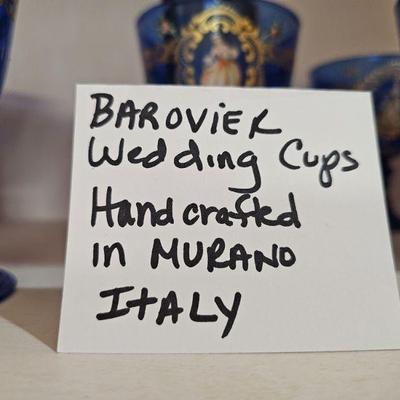 BAROVIER
Wedding Cups
Handcrafted
in MURANO
ITALY